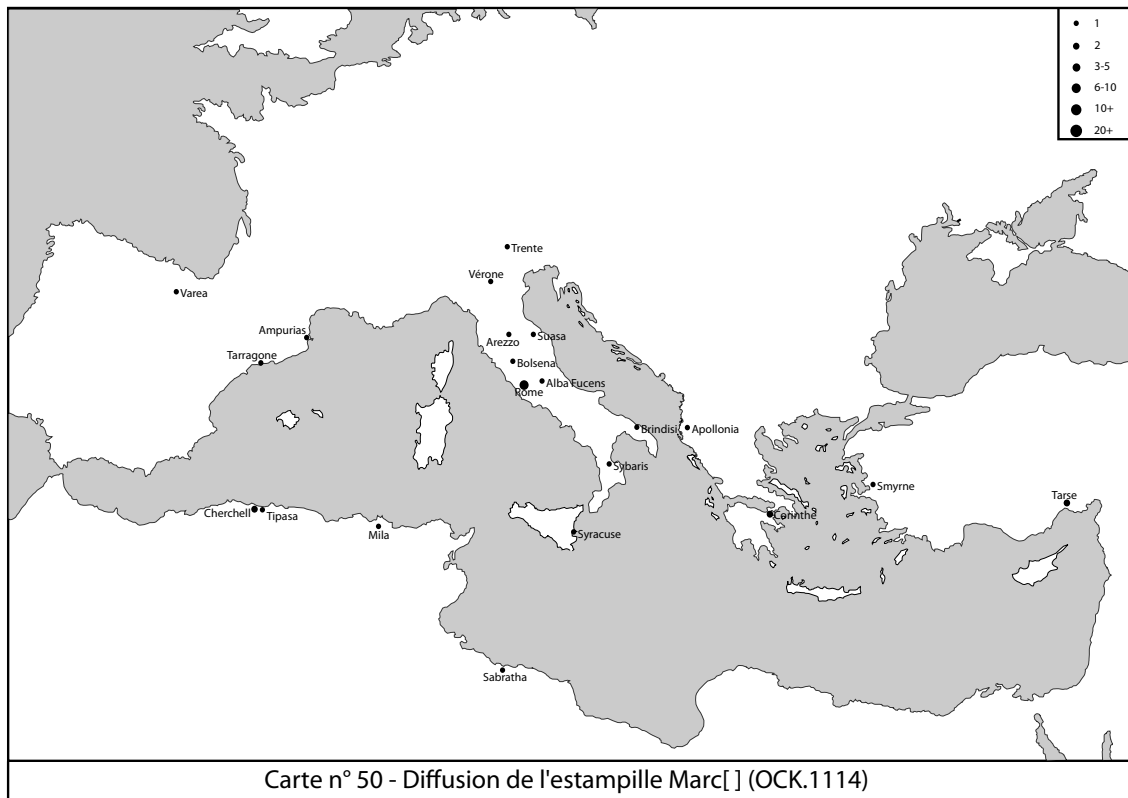 1
2
3-5
6-10
10+
20+
Trente
Vérone
Varea
Ampurias
Arezzo
Suasa
Tarragone
Bolsena
Alba Fucens
Rome
Brindisi
Apollonia
Sybaris
Smyrne
Tarse
Cherchell
Tipasa
Corinthe
Mila
Syracuse
Sabratha
Carte n° 50 - Diffusion de l'estampille Marc[ ] (OCK.1114)